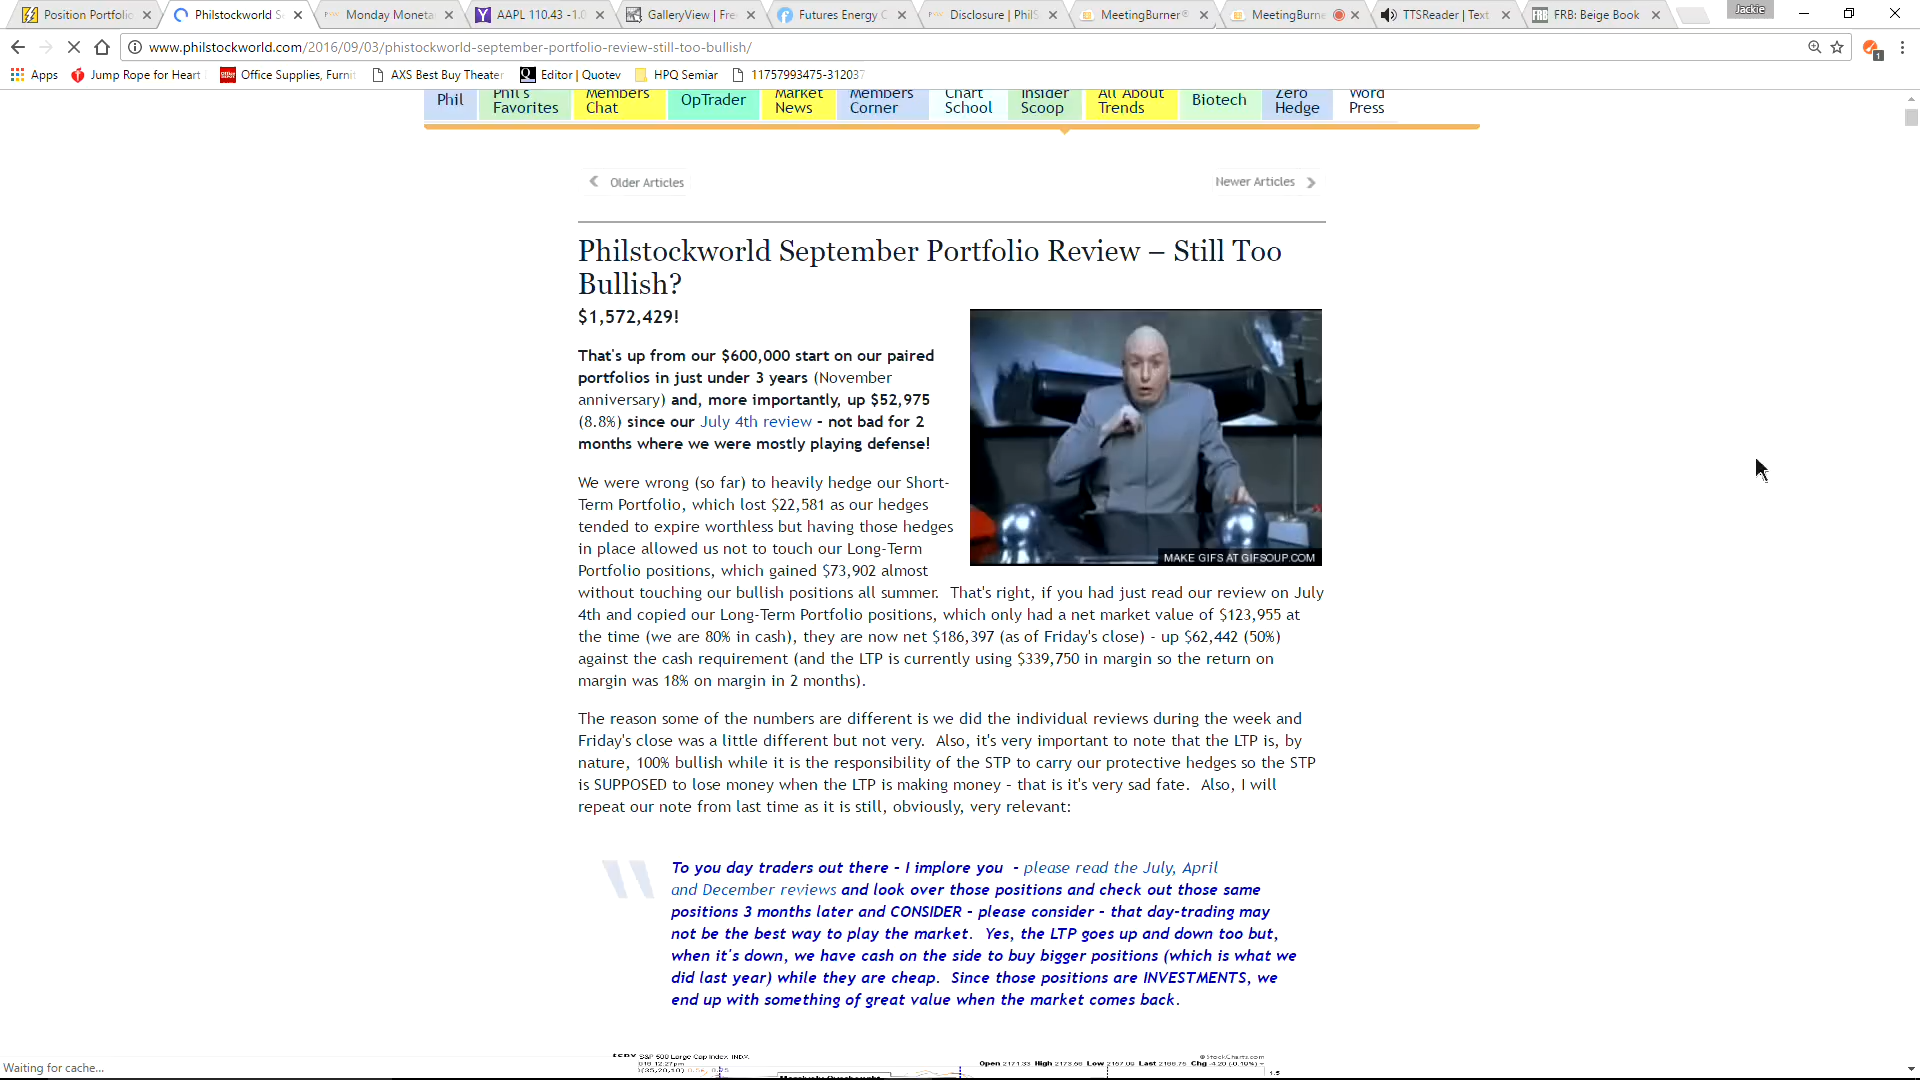 Position Portfolio
Philstockworld S
Monday Moneta
AAPL 110.43 -1.0
GalleryView | Fre
Futures Energy C
Disclosure | PhilS
MeetingBurner®
MeetingBurne
TTSReader | Text
FRB: Beige Book
Jackie
www.philstockworld.com/2016/09/03/phistockworld-september-portfolio-review-still-too-bullish/
1
Apps
Jump Rope for Heart
Office Supplies, Furni
AXS Best Buy Theater
Editor | Quotev
HPQ Semiar
11757993475-312037
Phil
Phil's Favorites
Members Chat
OpTrader
Market News
Members Corner
Chart School
Insider Scoop
All About Trends
Biotech
Zero Hedge
Word Press
Older Articles
Newer Articles
Philstockworld September Portfolio Review – Still Too
Bullish?
$1,572,429!
That's up from our $600,000 start on our paired
portfolios in just under 3 years (November
anniversary) and, more importantly, up $52,975
(8.8%) since our July 4th review - not bad for 2
months where we were mostly playing defense!
MAKE GIFS AT GIFSOUP.COM
We were wrong (so far) to heavily hedge our Short-
Term Portfolio, which lost $22,581 as our hedges
tended to expire worthless but having those hedges
in place allowed us not to touch our Long-Term
Portfolio positions, which gained $73,902 almost
without touching our bullish positions all summer.  That's right, if you had just read our review on July
4th and copied our Long-Term Portfolio positions, which only had a net market value of $123,955 at
the time (we are 80% in cash), they are now net $186,397 (as of Friday's close) - up $62,442 (50%)
against the cash requirement (and the LTP is currently using $339,750 in margin so the return on
margin was 18% on margin in 2 months).
The reason some of the numbers are different is we did the individual reviews during the week and
Friday's close was a little different but not very.  Also, it's very important to note that the LTP is, by
nature, 100% bullish while it is the responsibility of the STP to carry our protective hedges so the STP
is SUPPOSED to lose money when the LTP is making money - that is it's very sad fate.  Also, I will
repeat our note from last time as it is still, obviously, very relevant:
To you day traders out there - I implore you  - please read the July, April
and December reviews and look over those positions and check out those same
positions 3 months later and CONSIDER - please consider - that day-trading may
not be the best way to play the market.  Yes, the LTP goes up and down too but,
when it's down, we have cash on the side to buy bigger positions (which is what we
did last year) while they are cheap.  Since those positions are INVESTMENTS, we
end up with something of great value when the market comes back.
S&P 500 Large Cap Index INDX
© StockCharts.com
Waiting for cache...